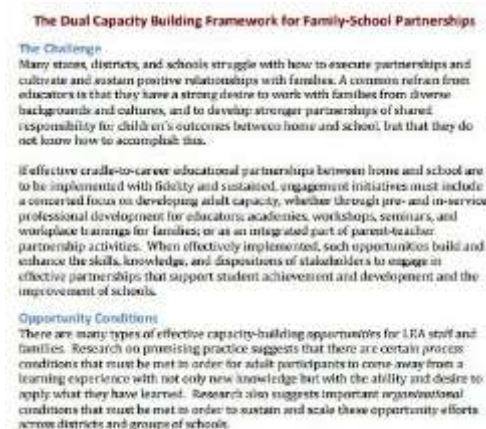 The Dual Capacity Building Framework for Family-School Partnerships
The Challenge
Many states, districts, and schools struggle with how to execute partnerships and
cultivate and sustain positive relationships with families. A common refrain from
educators is that they have a strong desire to work with families from diverse
backgrounds and cultures, and to develop stronger partnerships of shared
responsibility for children's outcomes between home and school, but that they do
not know how to accomplish this.
If effective cradle-to-career educational partnerships between home and school are
to be implemented with fidelity and sustained, engagement initiatives must include
a concerted focus on developing adult capacity, whether through pre- and in-service
professional development for educators; academies, workshops, seminars, and
workplace trainings for families; or as an integrated part of parent-teacher
partnership activities. When effectively implemented, such opportunities build and
enhance the skills, knowledge, and dispositions of stakeholders to engage in
effective partnerships that support student achievement and development and the
improvement of schools.
Opportunity Conditions
There are many types of effective capacity-building opportunities for LEA staff and
families. Research on promising practice suggests that there are certain process
conditions that must be met in order for adult participants to come away from a
learning experience with not only new knowledge but with the ability and desire to
apply what they have learned. Research also suggests important organizational
conditions that must be met in order to sustain and scale these opportunity efforts
across districts and groups of schools.